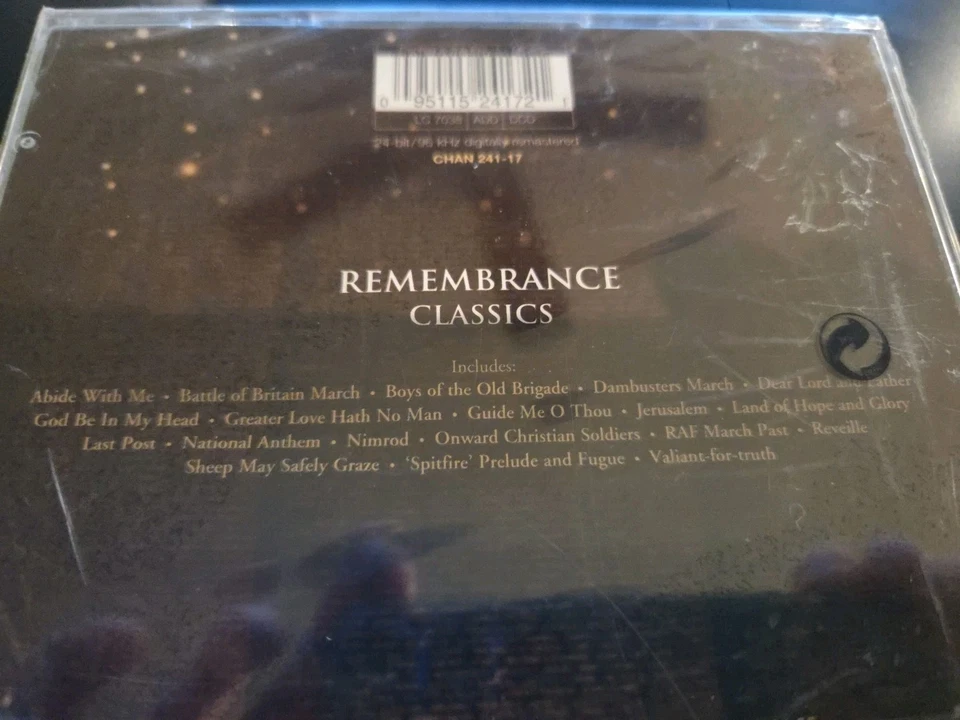 0 95115 24172 1
LC 7038 ADD DDD
24-bit/96 kHz digitally remastered
CHAN 241-17
REMEMBRANCE
CLASSICS
Includes:
Abide With Me • Battle of Britain March • Boys of the Old Brigade • Dambusters March • Dear Lord and Father
God Be In My Head • Greater Love Hath No Man • Guide Me O Thou • Jerusalem • Land of Hope and Glory
Last Post • National Anthem • Nimrod • Onward Christian Soldiers • RAF March Past • Reveille
Sheep May Safely Graze • ‘Spitfire’ Prelude and Fugue • Valiant-for-truth